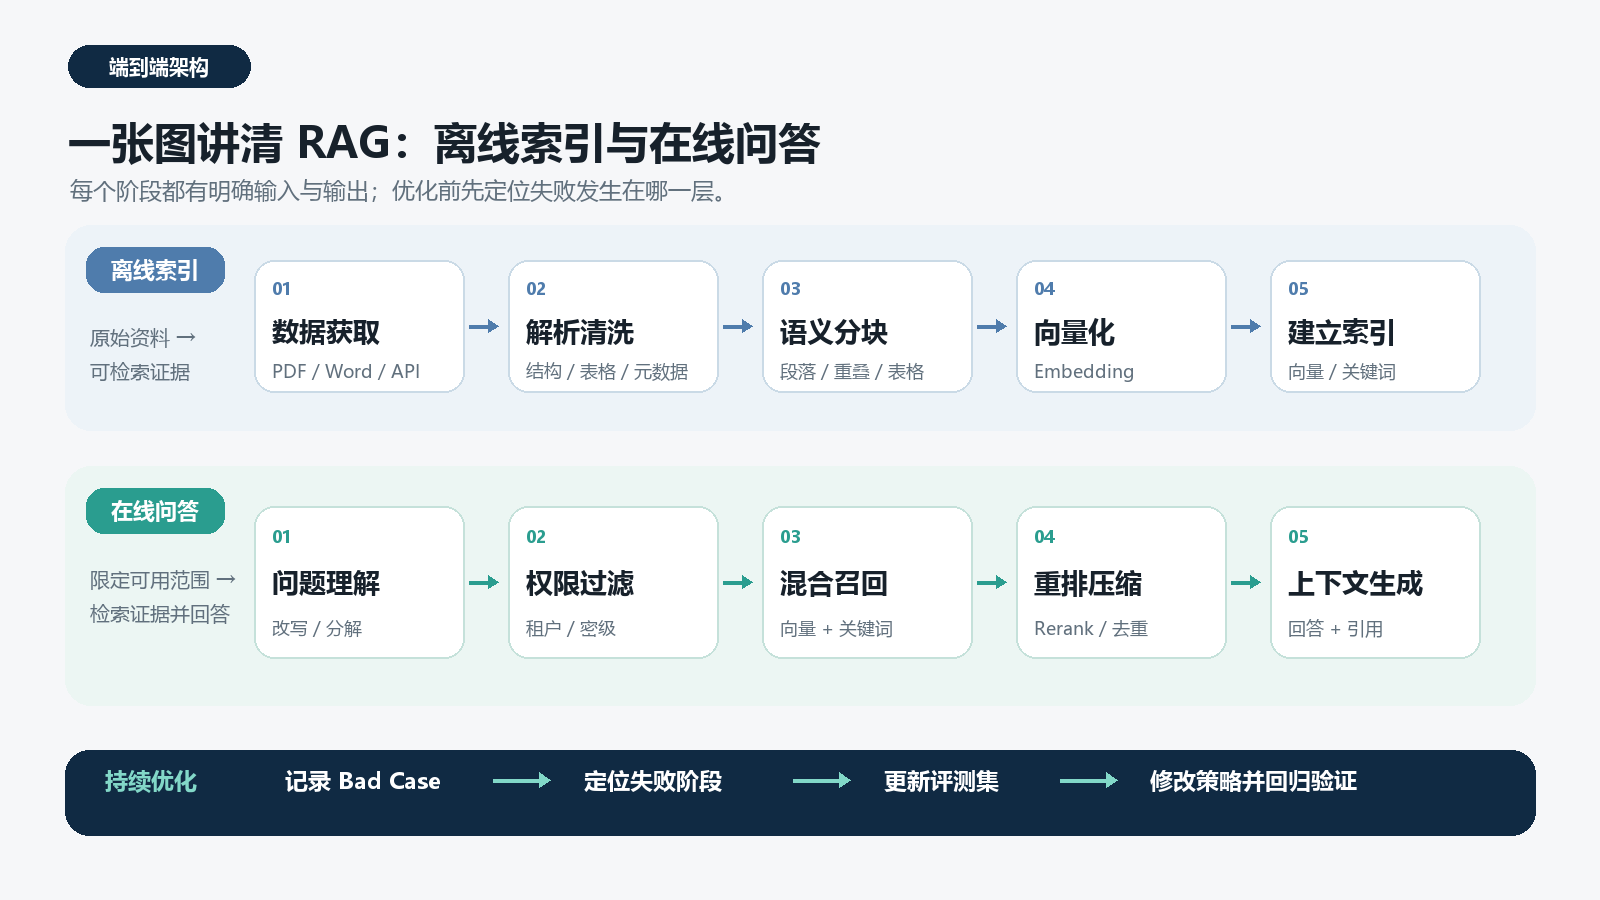 端到端架构
一张图讲清 RAG：离线索引与在线问答
每个阶段都有明确输入与输出；优化前先定位失败发生在哪一层。
离线索引
原始资料 →
可检索证据
01
数据获取
PDF / Word / API
02
解析清洗
结构 / 表格 / 元数据
03
语义分块
段落 / 重叠 / 表格
04
向量化
Embedding
05
建立索引
向量 / 关键词
在线问答
限定可用范围 →
检索证据并回答
01
问题理解
改写 / 分解
02
权限过滤
租户 / 密级
03
混合召回
向量 + 关键词
04
重排压缩
Rerank / 去重
05
上下文生成
回答 + 引用
持续优化
记录 Bad Case
定位失败阶段
更新评测集
修改策略并回归验证